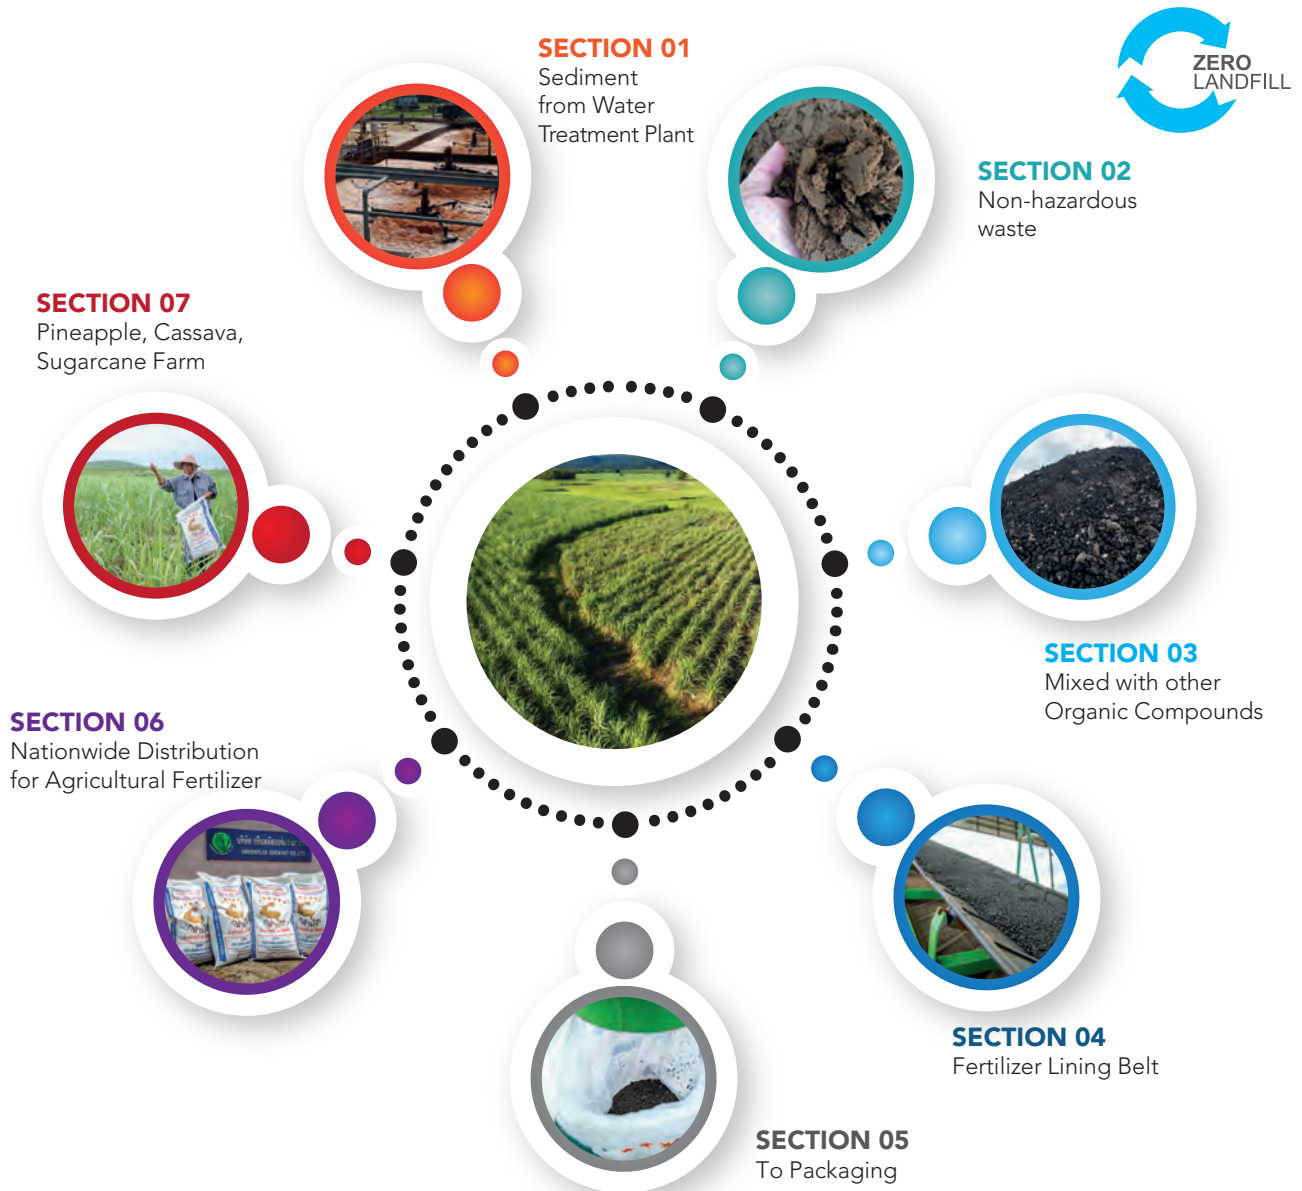 ZERO
LANDFILL
SECTION 01
Sediment
from Water
Treatment Plant
SECTION 02
Non-hazardous
waste
SECTION 03
Mixed with other
Organic Compounds
SECTION 04
Fertilizer Lining Belt
SECTION 05
To Packaging
SECTION 06
Nationwide Distribution
for Agricultural Fertilizer
SECTION 07
Pineapple, Cassava,
Sugarcane Farm